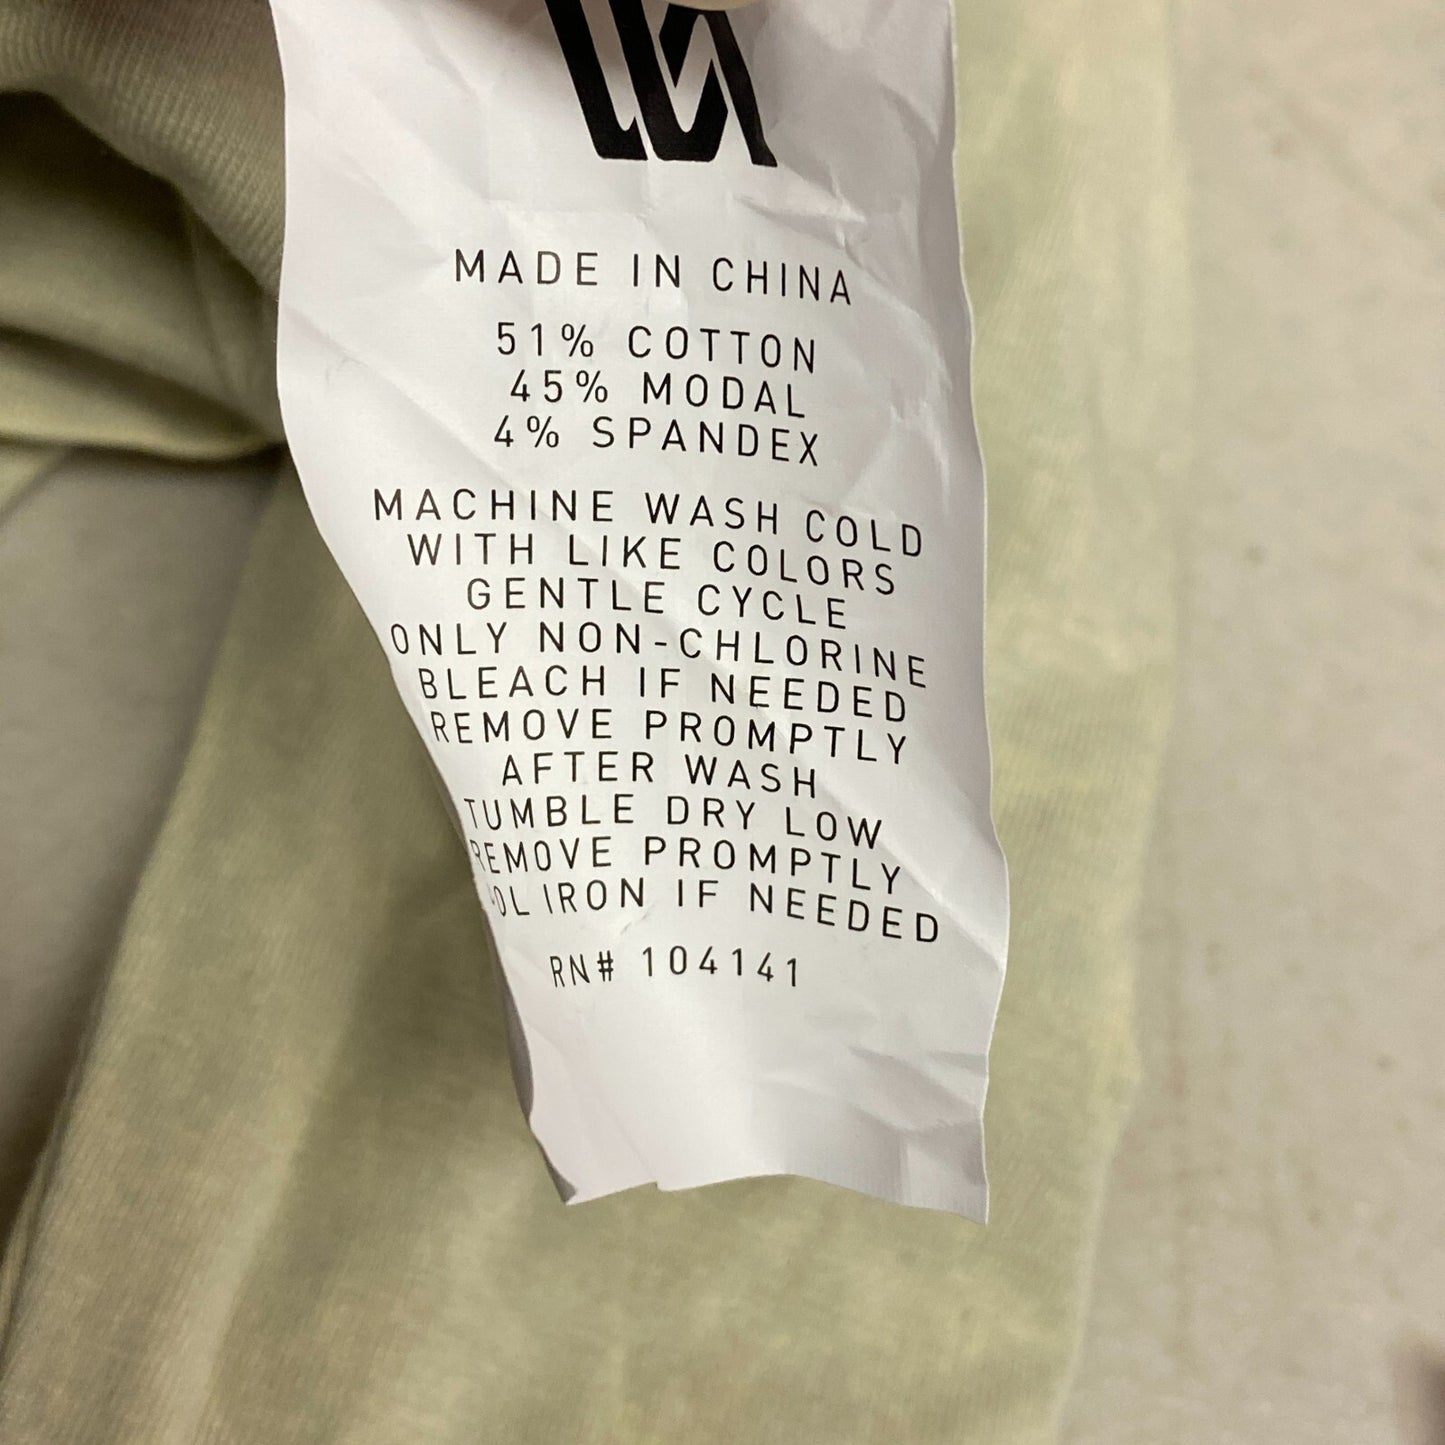 MADE IN CHINA
51% COTTON
45% MODAL
4% SPANDEX
MACHINE WASH COLD
WITH LIKE COLORS
GENTLE CYCLE
ONLY NON-CHLORINE
BLEACH IF NEEDED
REMOVE PROMPTLY
AFTER WASH
TUMBLE DRY LOW
REMOVE PROMPTLY
IRON IF NEEDED
RN# 104141